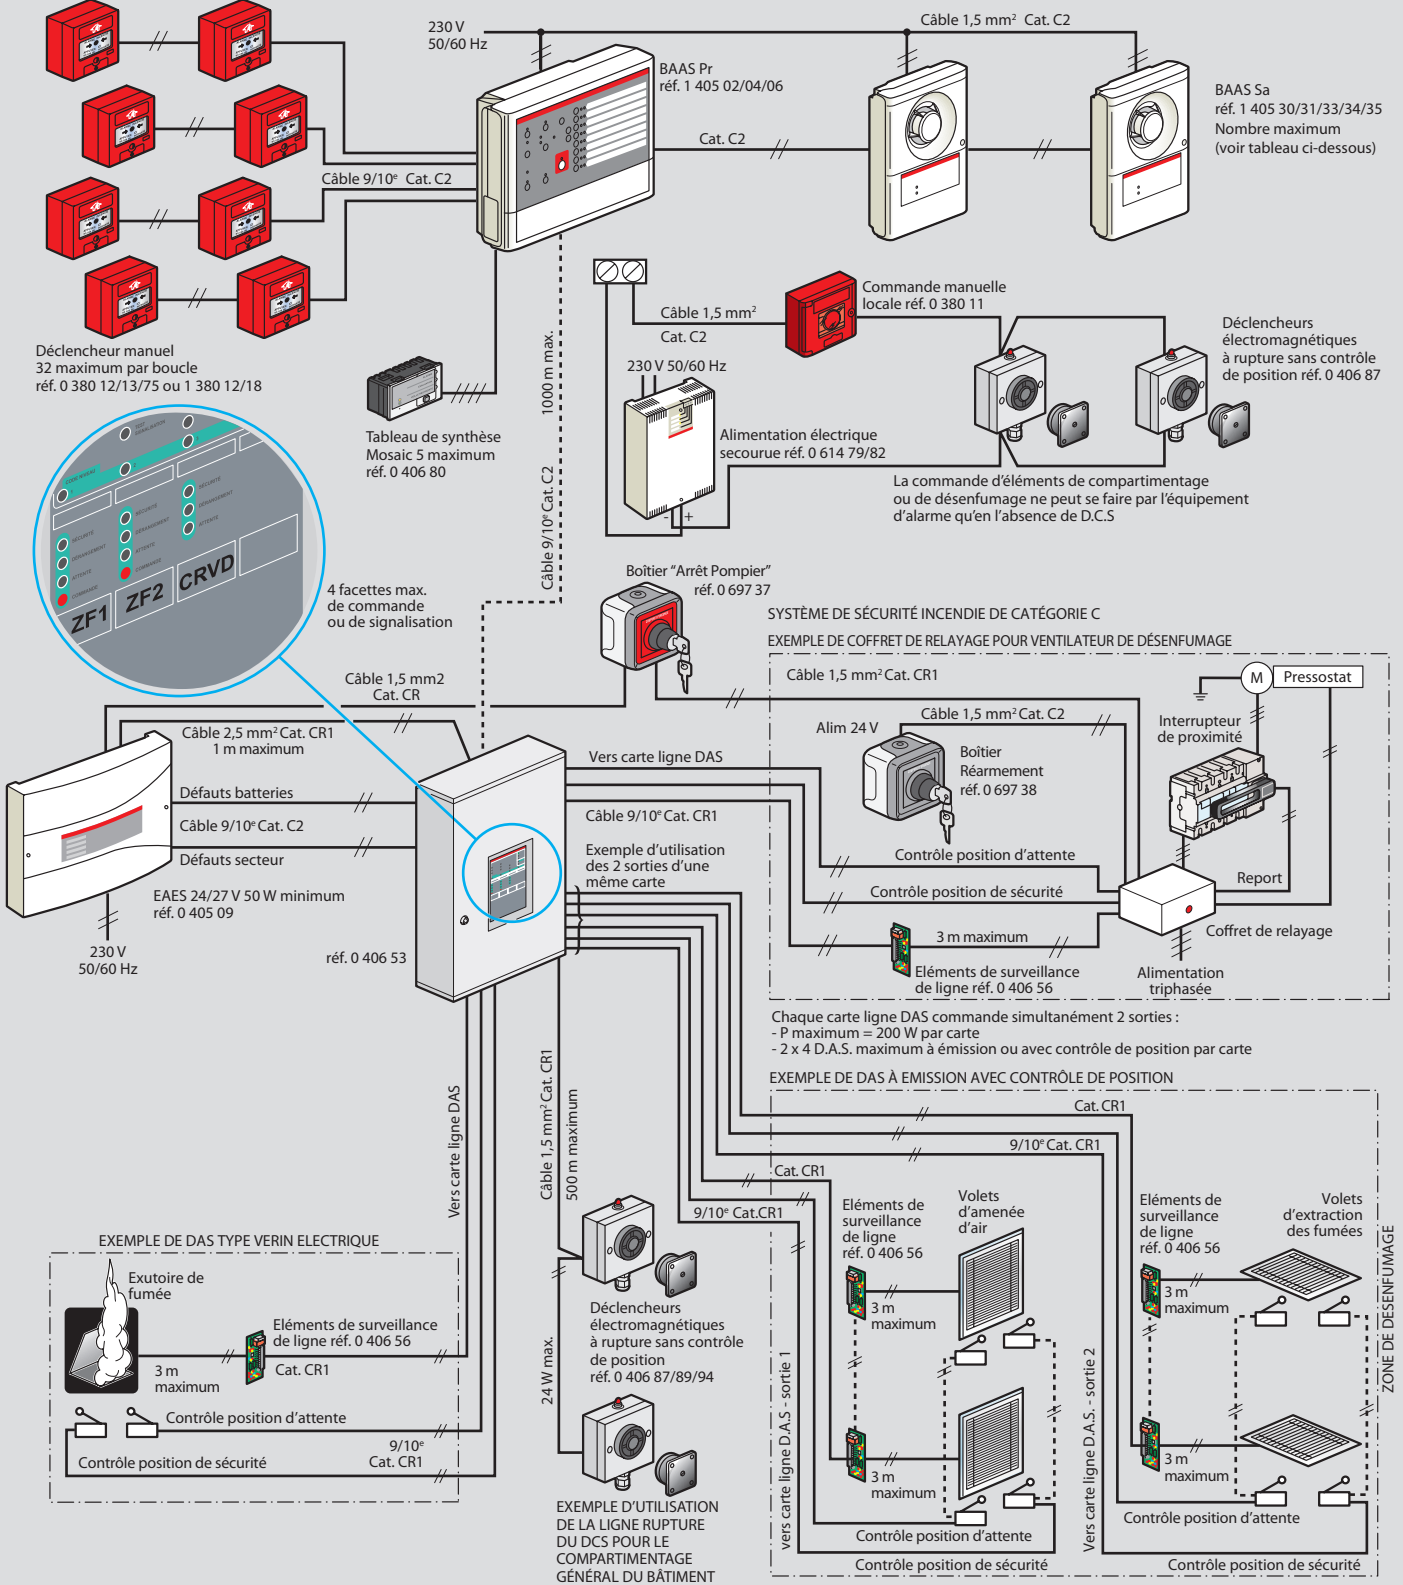 230 V
50/60 Hz
Câble 1,5 mm² Cat. C2
BAAS Pr
réf. 1 405 02/04/06
BAAS Sa
réf. 1 405 30/31/33/34/35
Nombre maximum
(voir tableau ci-dessous)
Cat. C2
Câble 9/10e Cat. C2
Déclencheur manuel
32 maximum par boucle
réf. 0 380 12/13/75 ou 1 380 12/18
Tableau de synthèse
Mosaic 5 maximum
réf. 0 406 80
1000 m max.
Câble 9/10e Cat. C2
Câble 1,5 mm²
Cat. C2
Commande manuelle
locale réf. 0 380 11
Déclencheurs
électromagnétiques
à rupture sans contrôle
de position réf. 0 406 87
230 V 50/60 Hz
- +
Alimentation électrique
secourue réf. 0 614 79/82
La commande d'éléments de compartimentage
ou de désenfumage ne peut se faire par l'équipement
d'alarme qu'en l'absence de D.C.S
TEST
SIGNALISATION
CODE NIVEAU
1
2
3
SÉCURITÉ
DÉRANGEMENT
ATTENTE
COMMANDE
SÉCURITÉ
DÉRANGEMENT
ATTENTE
COMMANDE
SÉCURITÉ
DÉRANGEMENT
ATTENTE
ZF1
ZF2
CRVD
4 facettes max.
de commande
ou de signalisation
Boîtier “Arrêt Pompier”
réf. 0 697 37
Câble 1,5 mm2
Cat. CR
Câble 2,5 mm² Cat. CR1
1 m maximum
Défauts batteries
Câble 9/10e Cat. C2
Défauts secteur
EAES 24/27 V 50 W minimum
réf. 0 405 09
230 V
50/60 Hz
réf. 0 406 53
Vers carte ligne DAS
Câble 9/10e Cat. CR1
Exemple d'utilisation
des 2 sorties d'une
même carte
SYSTÈME DE SÉCURITÉ INCENDIE DE CATÉGORIE C
EXEMPLE DE COFFRET DE RELAYAGE POUR VENTILATEUR DE DÉSENFUMAGE
Câble 1,5 mm² Cat. CR1
M
Pressostat
Câble 1,5 mm² Cat. C2
Alim 24 V
Boîtier
Réarmement
réf. 0 697 38
Interrupteur
de proximité
Contrôle position d'attente
Contrôle position de sécurité
Report
3 m maximum
Eléments de surveillance
de ligne réf. 0 406 56
Coffret de relayage
Alimentation
triphasée
Chaque carte ligne DAS commande simultanément 2 sorties :
- P maximum = 200 W par carte
- 2 x 4 D.A.S. maximum à émission ou avec contrôle de position par carte
EXEMPLE DE DAS À EMISSION AVEC CONTRÔLE DE POSITION
Cat. CR1
9/10e Cat. CR1
Cat. CR1
9/10e Cat.CR1
Eléments de
surveillance
de ligne
réf. 0 406 56
Volets
d'amenée
d'air
3 m
maximum
3 m
maximum
Contrôle position d'attente
Contrôle position de sécurité
vers carte ligne D.A.S - sortie 1
Vers carte ligne D.A.S. - sortie 2
Eléments de
surveillance
de ligne
réf. 0 406 56
Volets
d'extraction
des fumées
3 m
maximum
3 m
maximum
Contrôle position d'attente
Contrôle position de sécurité
ZONE DE DESENFUMAGE
Vers carte ligne DAS
Câble 1,5 mm² Cat. CR1
500 m maximum
24 W max.
Déclencheurs
électromagnétiques
à rupture sans contrôle
de position
réf. 0 406 87/89/94
EXEMPLE D'UTILISATION
DE LA LIGNE RUPTURE
DU DCS POUR LE
COMPARTIMENTAGE
GÉNÉRAL DU BÂTIMENT
EXEMPLE DE DAS TYPE VERIN ELECTRIQUE
Exutoire de
fumée
Eléments de surveillance
de ligne réf. 0 406 56
3 m
maximum
Cat. CR1
Contrôle position d'attente
9/10e
Cat. CR1
Contrôle position de sécurité